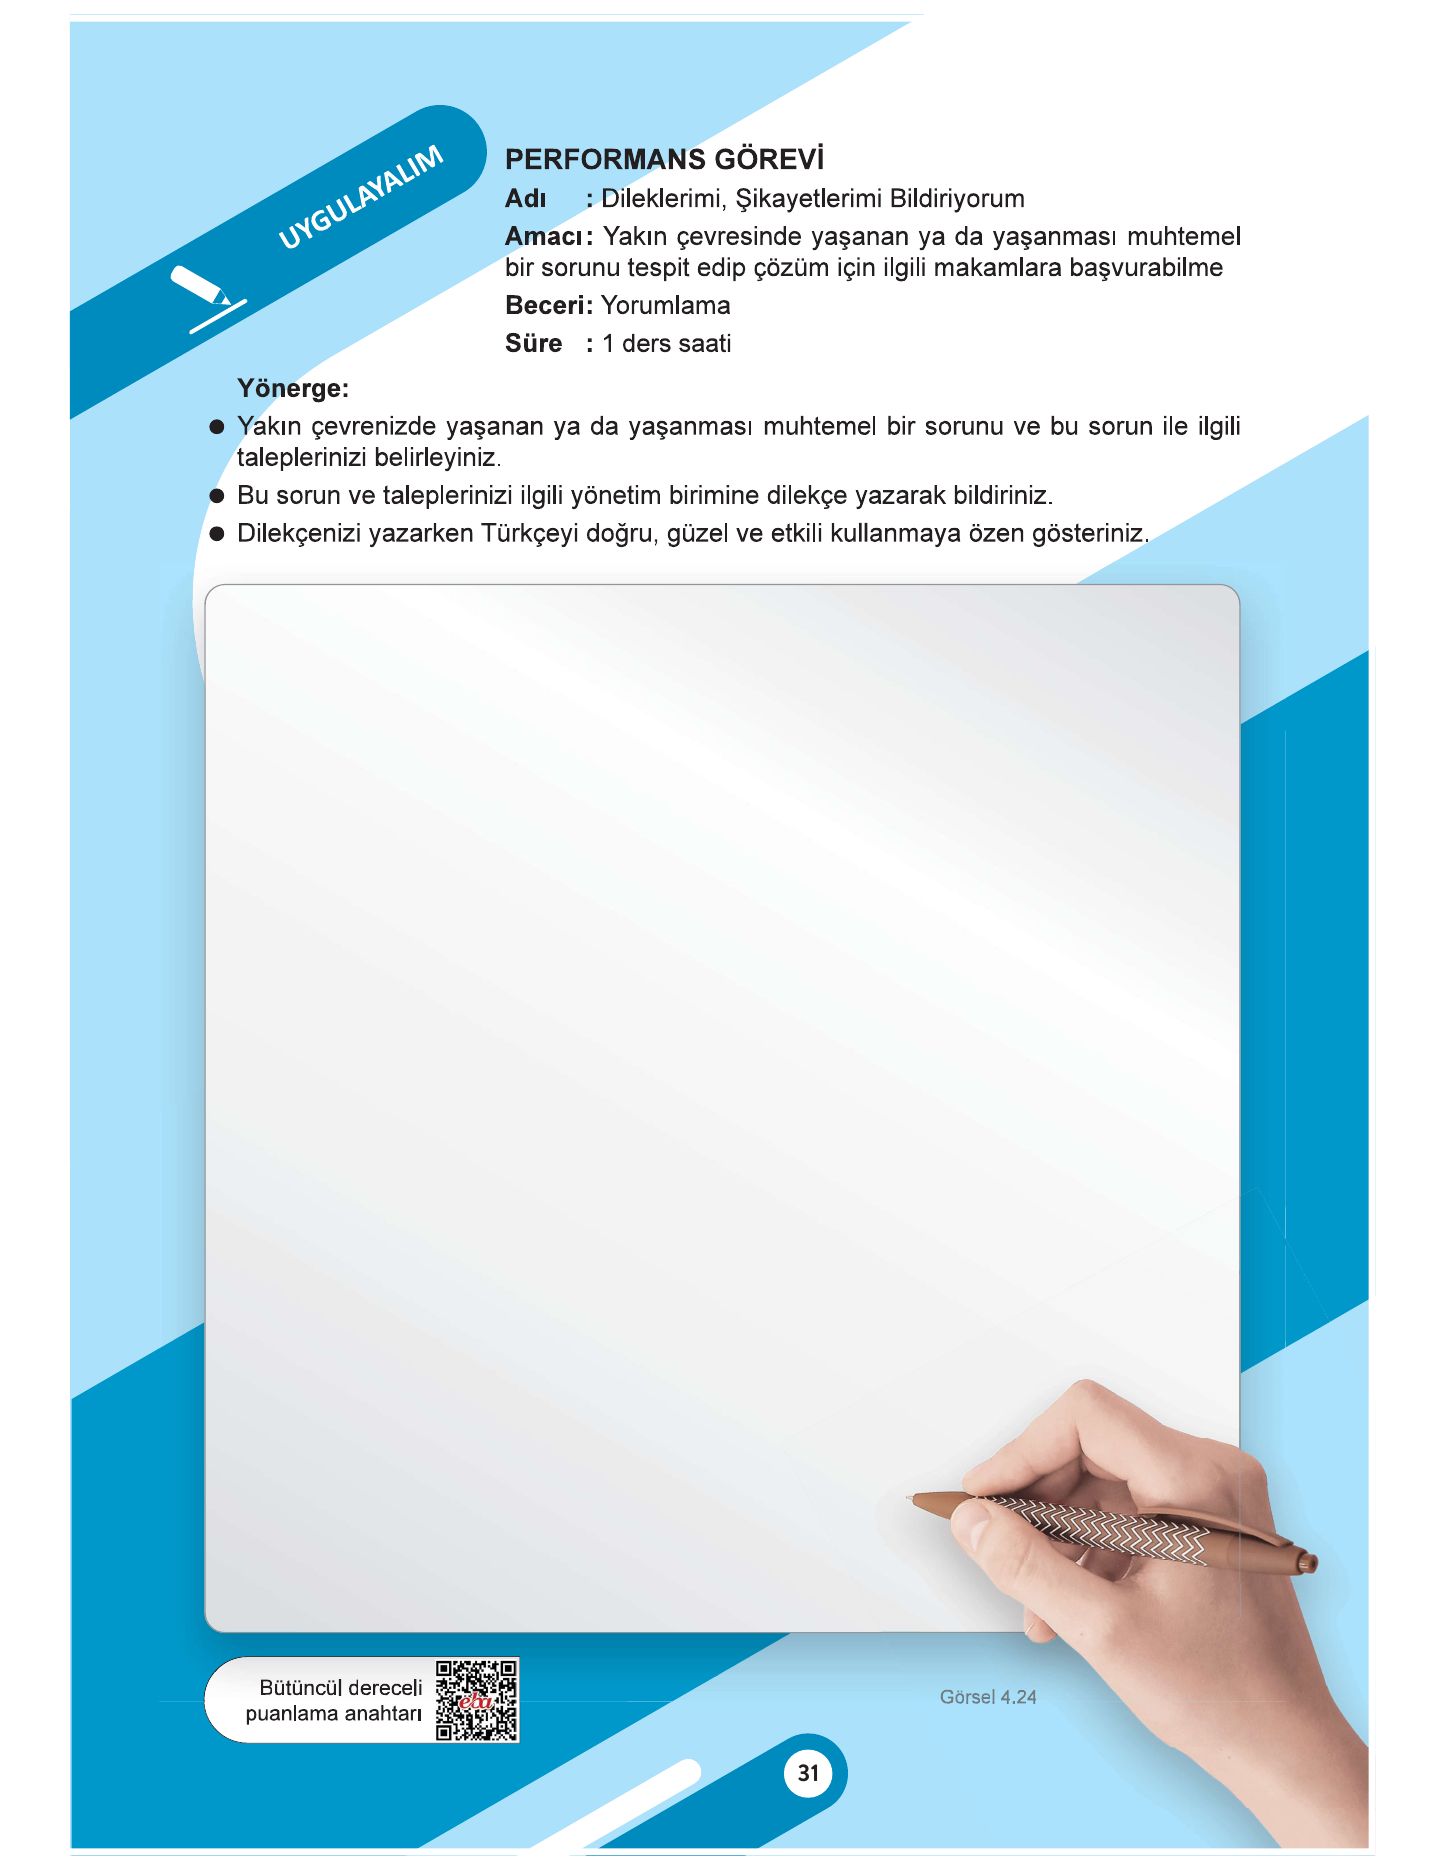 UYGULAYALIM
PERFORMANS GÖREVİ
Adı : Dileklerimi, Şikayetlerimi Bildiriyorum
Amacı: Yakın çevresinde yaşanan ya da yaşanması muhtemel
bir sorunu tespit edip çözüm için ilgili makamlara başvurabilme
Beceri: Yorumlama
Süre : 1 ders saati
Yönerge:
● Yakın çevrenizde yaşanan ya da yaşanması muhtemel bir sorunu ve bu sorun ile ilgili
taleplerinizi belirleyiniz.
● Bu sorun ve taleplerinizi ilgili yönetim birimine dilekçe yazarak bildiriniz.
● Dilekçenizi yazarken Türkçeyi doğru, güzel ve etkili kullanmaya özen gösteriniz.
Bütüncül dereceli
puanlama anahtarı
eba
Görsel 4.24
31